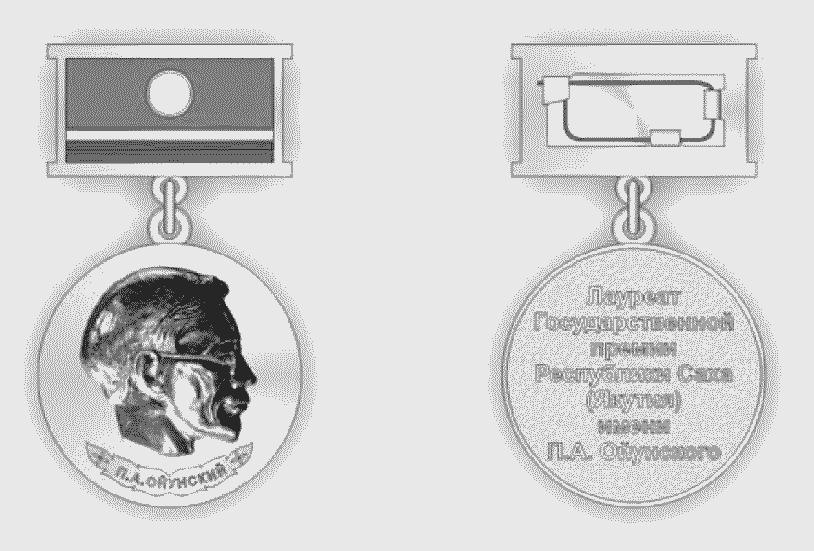 П.А.ОЙУНСКИЙ
Лауреат
Государственной
премии
Республики Саха
(Якутия)
имени
П.А. Ойунского